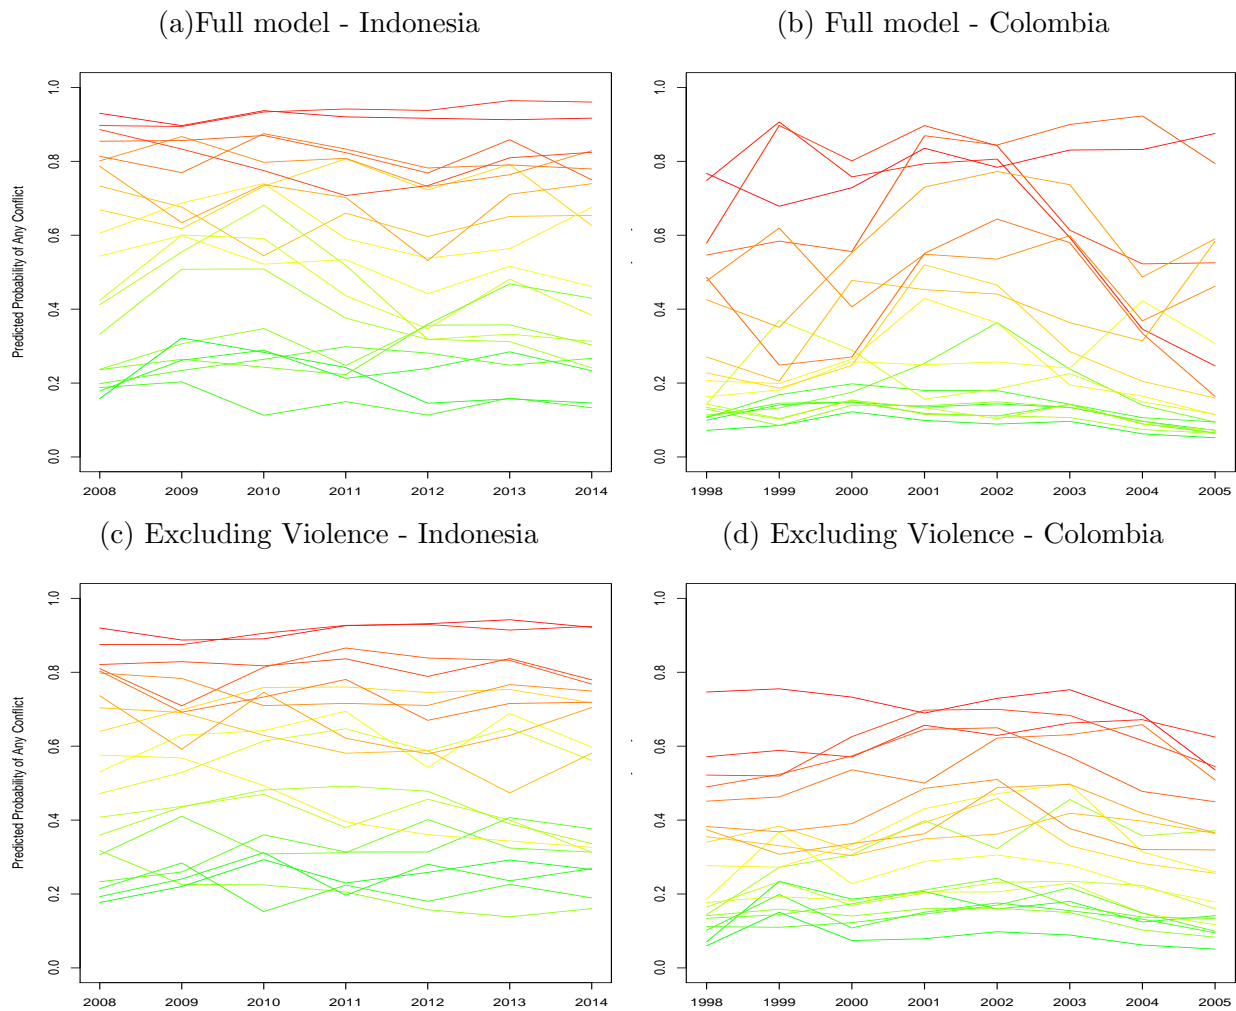 (a)Full model - Indonesia
(b) Full model - Colombia
Predicted Probability of Any Conflict
1.0
0.8
0.6
0.4
0.2
0.0
2008 2009 2010 2011 2012 2013 2014
1.0
0.8
0.6
0.4
0.2
0.0
1998 1999 2000 2001 2002 2003 2004 2005
(c) Excluding Violence - Indonesia
(d) Excluding Violence - Colombia
Predicted Probability of Any Conflict
1.0
0.8
0.6
0.4
0.2
0.0
2008 2009 2010 2011 2012 2013 2014
1.0
0.8
0.6
0.4
0.2
0.0
1998 1999 2000 2001 2002 2003 2004 2005